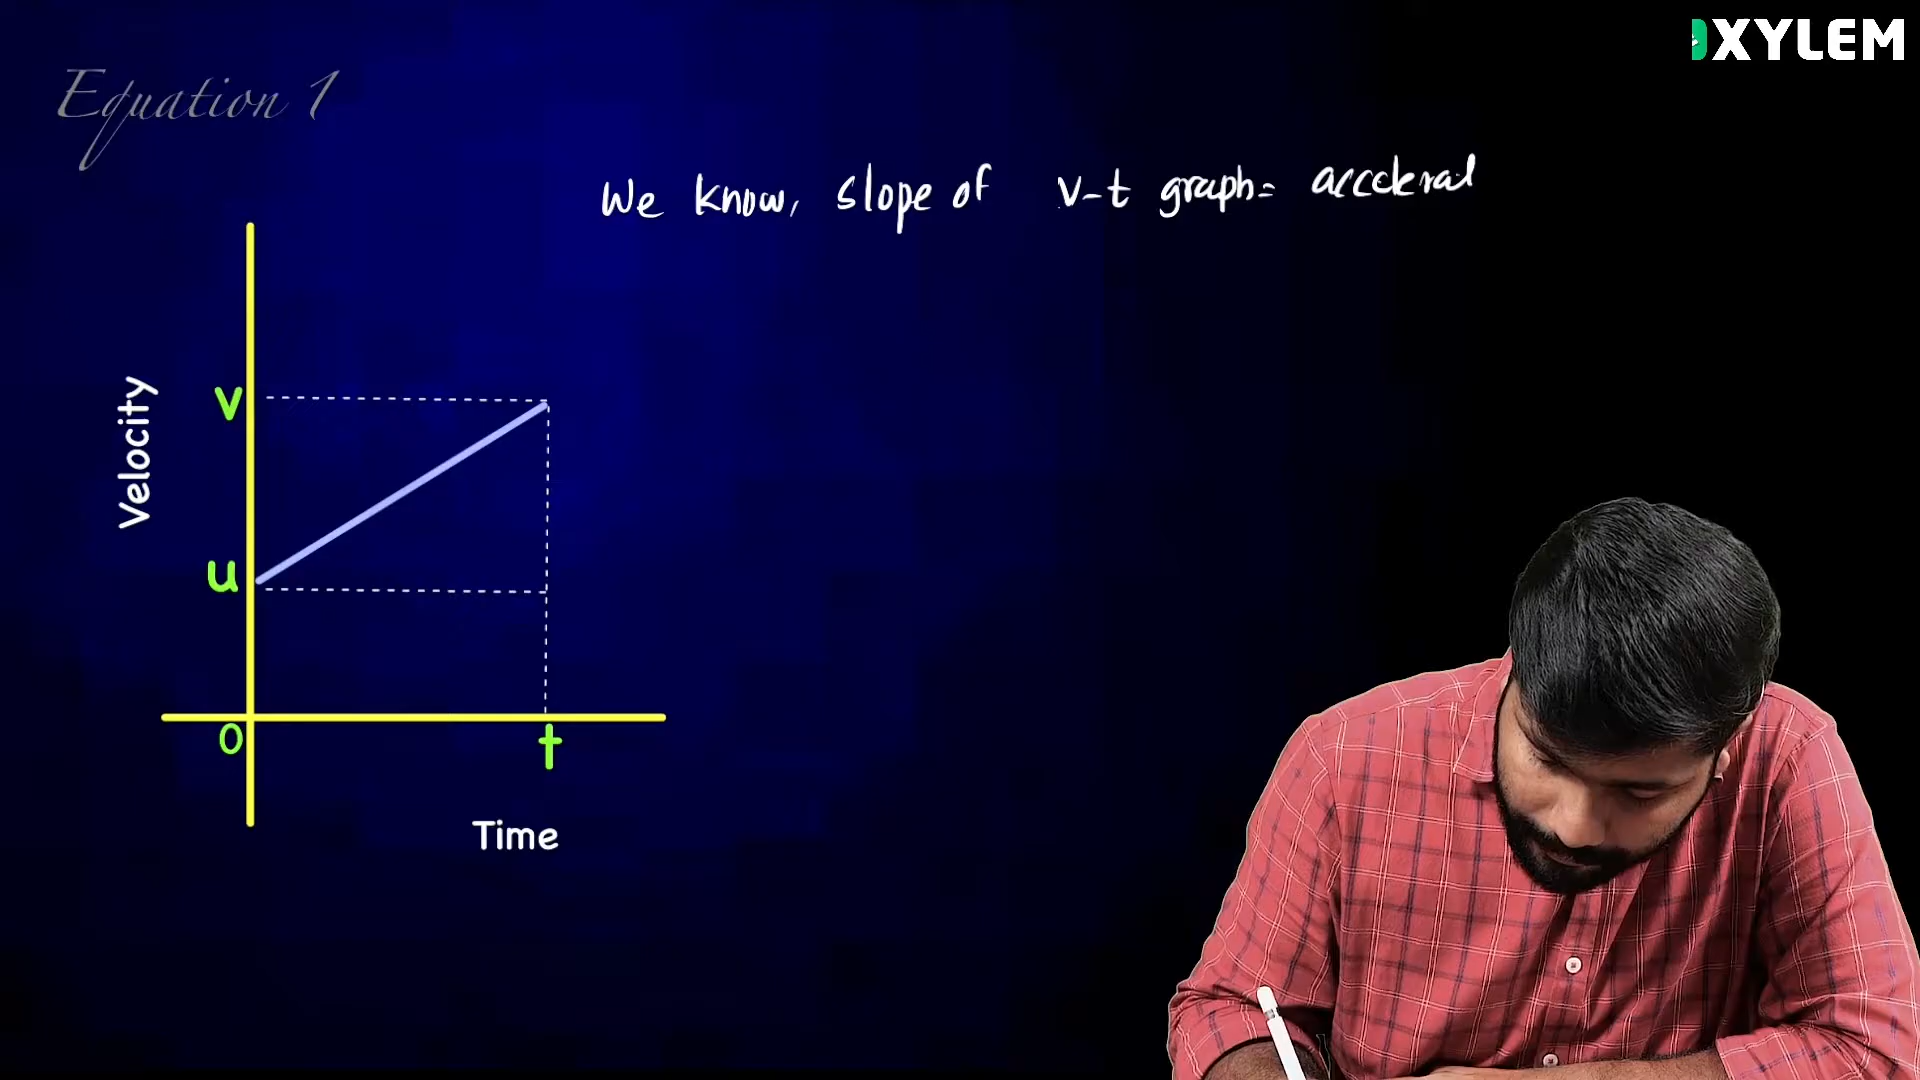 XYLEM
Equation 1
We know, slope of v-t graph = accelerat
Velocity
v
u
0
t
Time